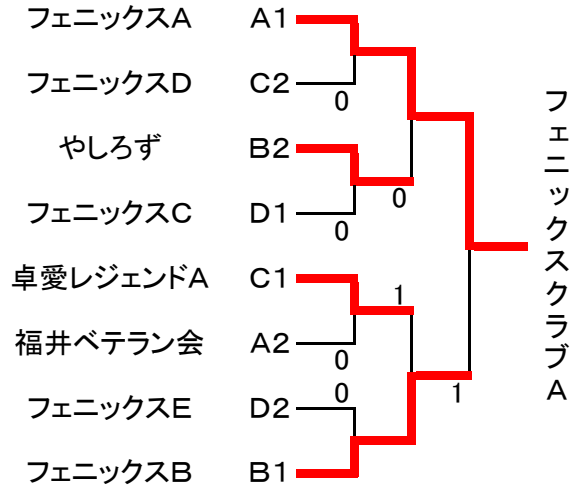 フェニックスA A1
フェニックスD C2
0
やしろず B2
0
フェニックスC D1
0
卓愛レジェンドA C1
1
福井ベテラン会 A2
0
フェニックスE D2
0
1
フェニックスB B1
フェニックスクラブA